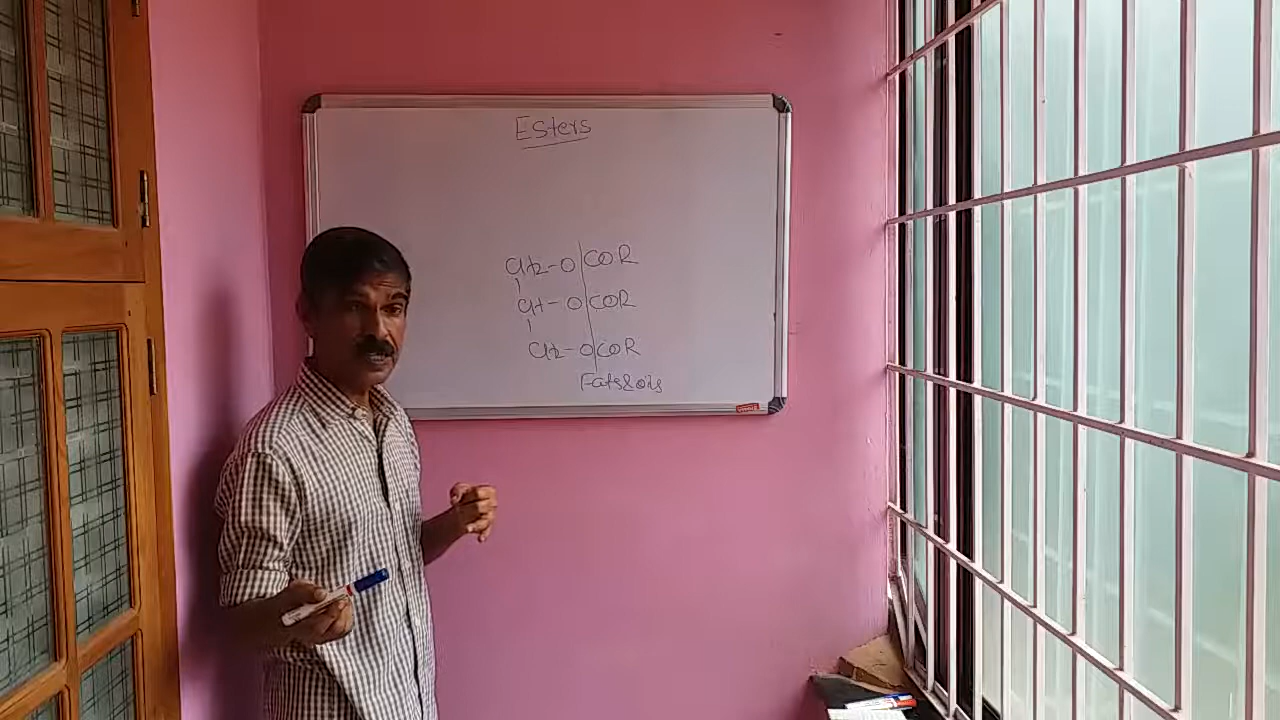 Esters
CH2-O|COR
|
CH-O|COR
|
CH2-O|COR
Fats&oils